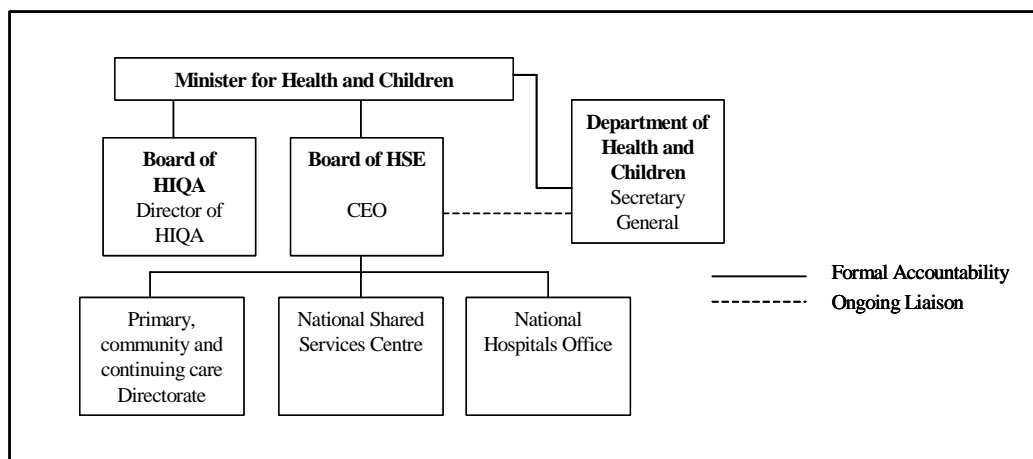 Minister for Health and Children
Board of
HIQA
Director of
HIQA
Board of HSE
CEO
Department of
Health and
Children
Secretary
General
Formal Accountability
Ongoing Liaison
Primary,
community and
continuing care
Directorate
National Shared
Services Centre
National
Hospitals Office